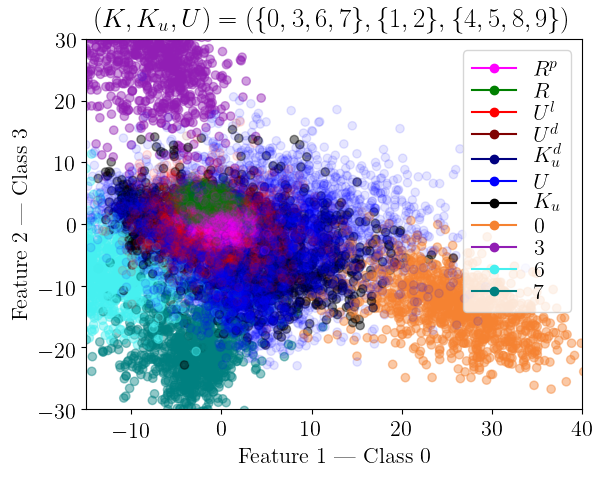 (K, K_u, U) = ({0, 3, 6, 7}, {1, 2}, {4, 5, 8, 9})
30
20
10
0
−10
−20
−30
Feature 2 — Class 3
R^p
R
U^l
U^d
K_u^d
U
K_u
0
3
6
7
−10
0
10
20
30
40
Feature 1 — Class 0